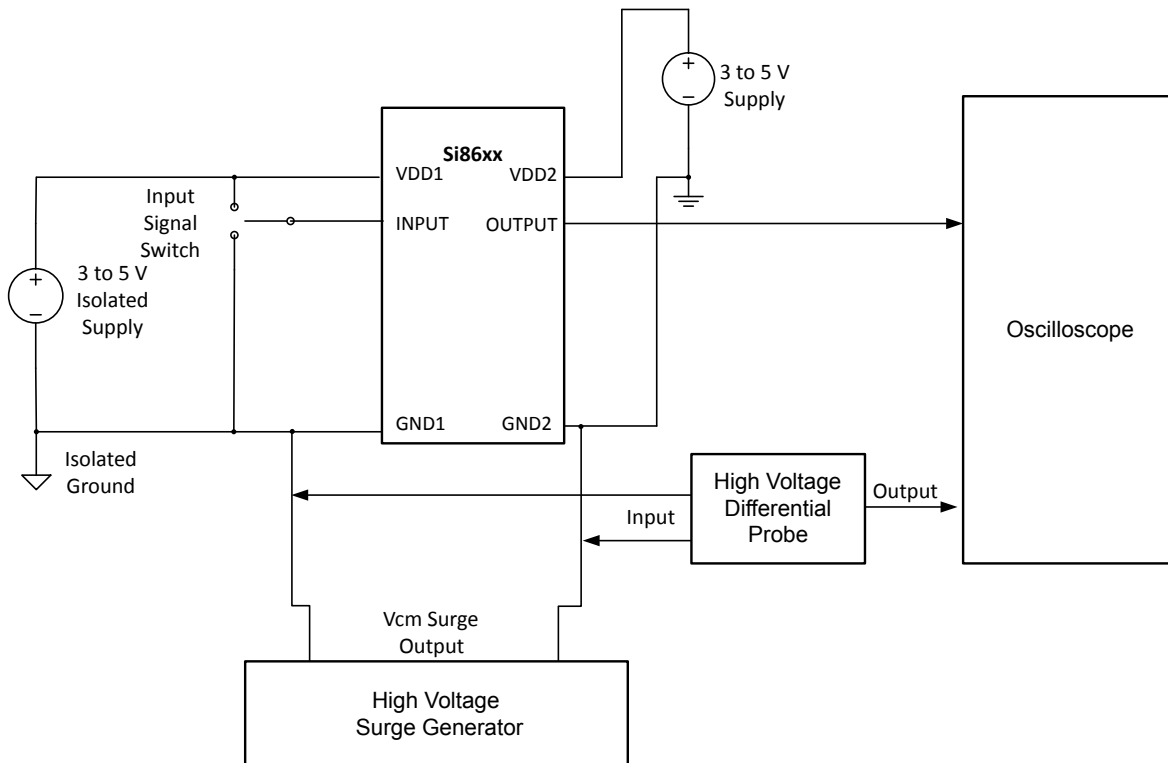 3 to 5 V
Supply
Si86xx
VDD1
VDD2
Input
Signal
Switch
INPUT
OUTPUT
3 to 5 V
Isolated
Supply
+
−
+
−
Oscilloscope
GND1
GND2
Isolated
Ground
High Voltage
Differential
Probe
Input
Output
Vcm Surge
Output
High Voltage
Surge Generator